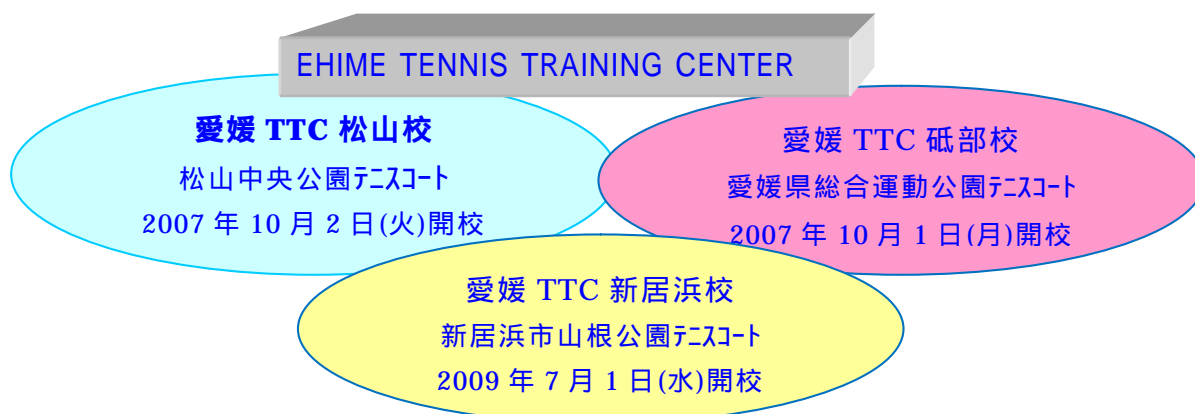 EHIME TENNIS TRAINING CENTER
愛媛 TTC 松山校
松山中央公園ﾃﾆｽｺｰﾄ
2007 年 10 月 2 日(火)開校
愛媛 TTC 砥部校
愛媛県総合運動公園ﾃﾆｽｺｰﾄ
2007 年 10 月 1 日(月)開校
愛媛 TTC 新居浜校
新居浜市山根公園ﾃﾆｽｺｰﾄ
2009 年 7 月 1 日(水)開校